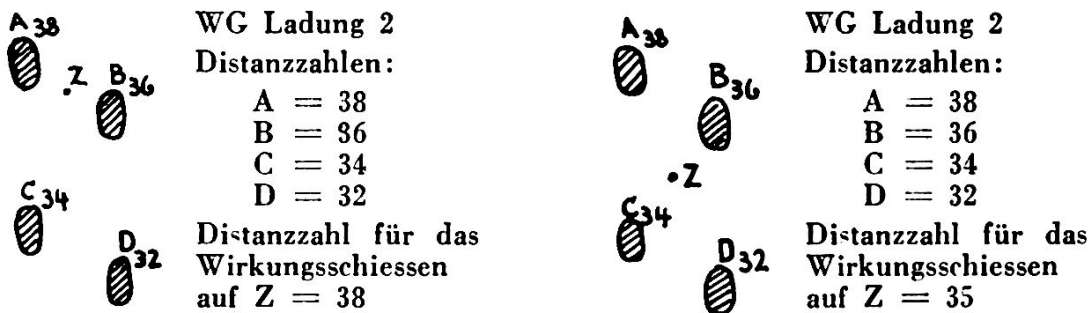 A38
Z
B36
C34
D32
WG Ladung 2
Distanzzahlen:
A = 38
B = 36
C = 34
D = 32
Distanzzahl für das
Wirkungsschiessen
auf Z = 38
A38
B36
Z
C34
D32
WG Ladung 2
Distanzzahlen:
A = 38
B = 36
C = 34
D = 32
Distanzzahl für das
Wirkungsschiessen
auf Z = 35